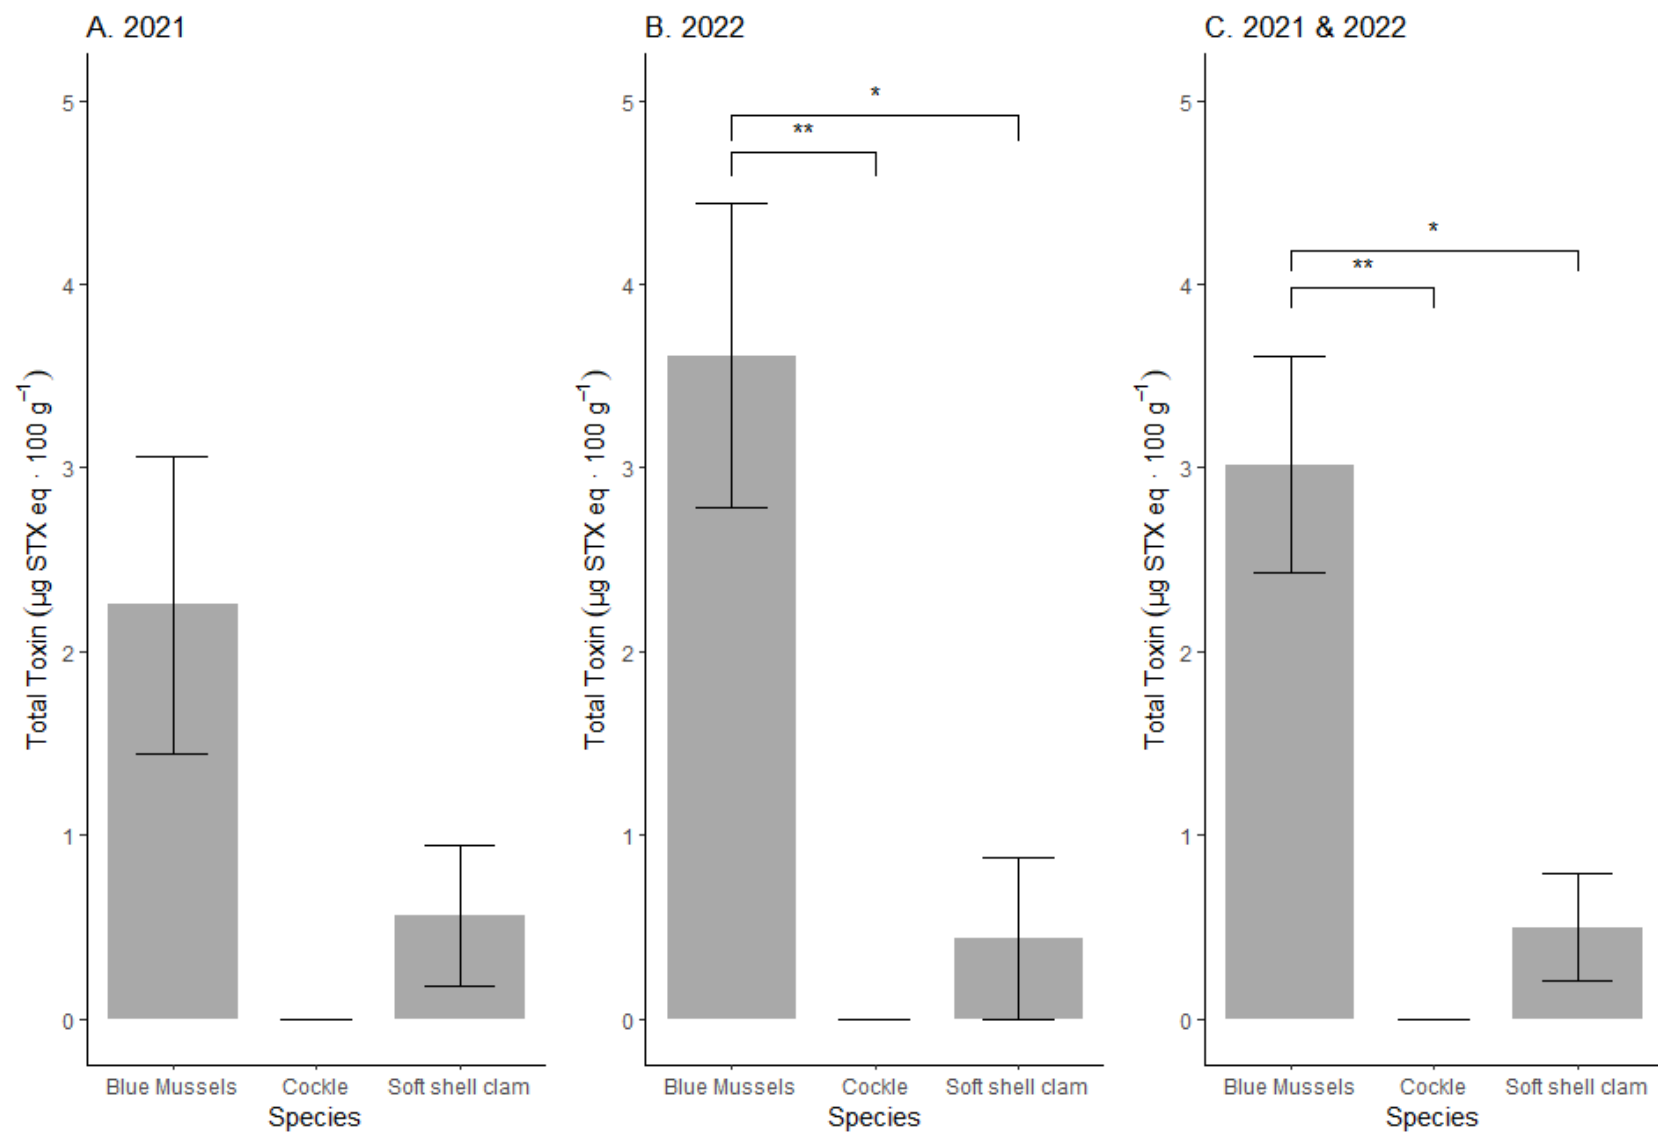 A. 2021
Total Toxin (µg STX eq · 100 g⁻¹)
5
4
3
2
1
0
Blue Mussels Cockle Soft shell clam
Species
B. 2022
Total Toxin (µg STX eq · 100 g⁻¹)
5
4
3
2
1
0
*
**
Blue Mussels Cockle Soft shell clam
Species
C. 2021 & 2022
Total Toxin (µg STX eq · 100 g⁻¹)
5
4
3
2
1
0
*
**
Blue Mussels Cockle Soft shell clam
Species